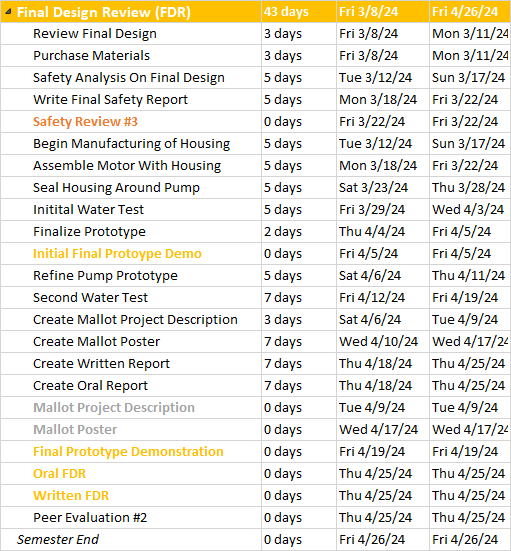 Final Design Review (FDR) 43 days Fri 3/8/24 Fri 4/26/24
Review Final Design 3 days Fri 3/8/24 Mon 3/11/24
Purchase Materials 3 days Fri 3/8/24 Mon 3/11/24
Safety Analysis On Final Design 5 days Tue 3/12/24 Sun 3/17/24
Write Final Safety Report 5 days Mon 3/18/24 Fri 3/22/24
Safety Review #3 0 days Fri 3/22/24 Fri 3/22/24
Begin Manufacturing of Housing 5 days Tue 3/12/24 Sun 3/17/24
Assemble Motor With Housing 5 days Mon 3/18/24 Fri 3/22/24
Seal Housing Around Pump 5 days Sat 3/23/24 Thu 3/28/24
Initital Water Test 5 days Fri 3/29/24 Wed 4/3/24
Finalize Prototype 2 days Thu 4/4/24 Fri 4/5/24
Initial Final Protoype Demo 0 days Fri 4/5/24 Fri 4/5/24
Refine Pump Prototype 5 days Sat 4/6/24 Thu 4/11/24
Second Water Test 7 days Fri 4/12/24 Fri 4/19/24
Create Mallot Project Description 3 days Sat 4/6/24 Tue 4/9/24
Create Mallot Poster 7 days Wed 4/10/24 Wed 4/17/24
Create Written Report 7 days Thu 4/18/24 Thu 4/25/24
Create Oral Report 7 days Thu 4/18/24 Thu 4/25/24
Mallot Project Description 0 days Tue 4/9/24 Tue 4/9/24
Mallot Poster 0 days Wed 4/17/24 Wed 4/17/24
Final Prototype Demonstration 0 days Fri 4/19/24 Fri 4/19/24
Oral FDR 0 days Thu 4/25/24 Thu 4/25/24
Written FDR 0 days Thu 4/25/24 Thu 4/25/24
Peer Evaluation #2 0 days Thu 4/25/24 Thu 4/25/24
Semester End 0 days Fri 4/26/24 Fri 4/26/24